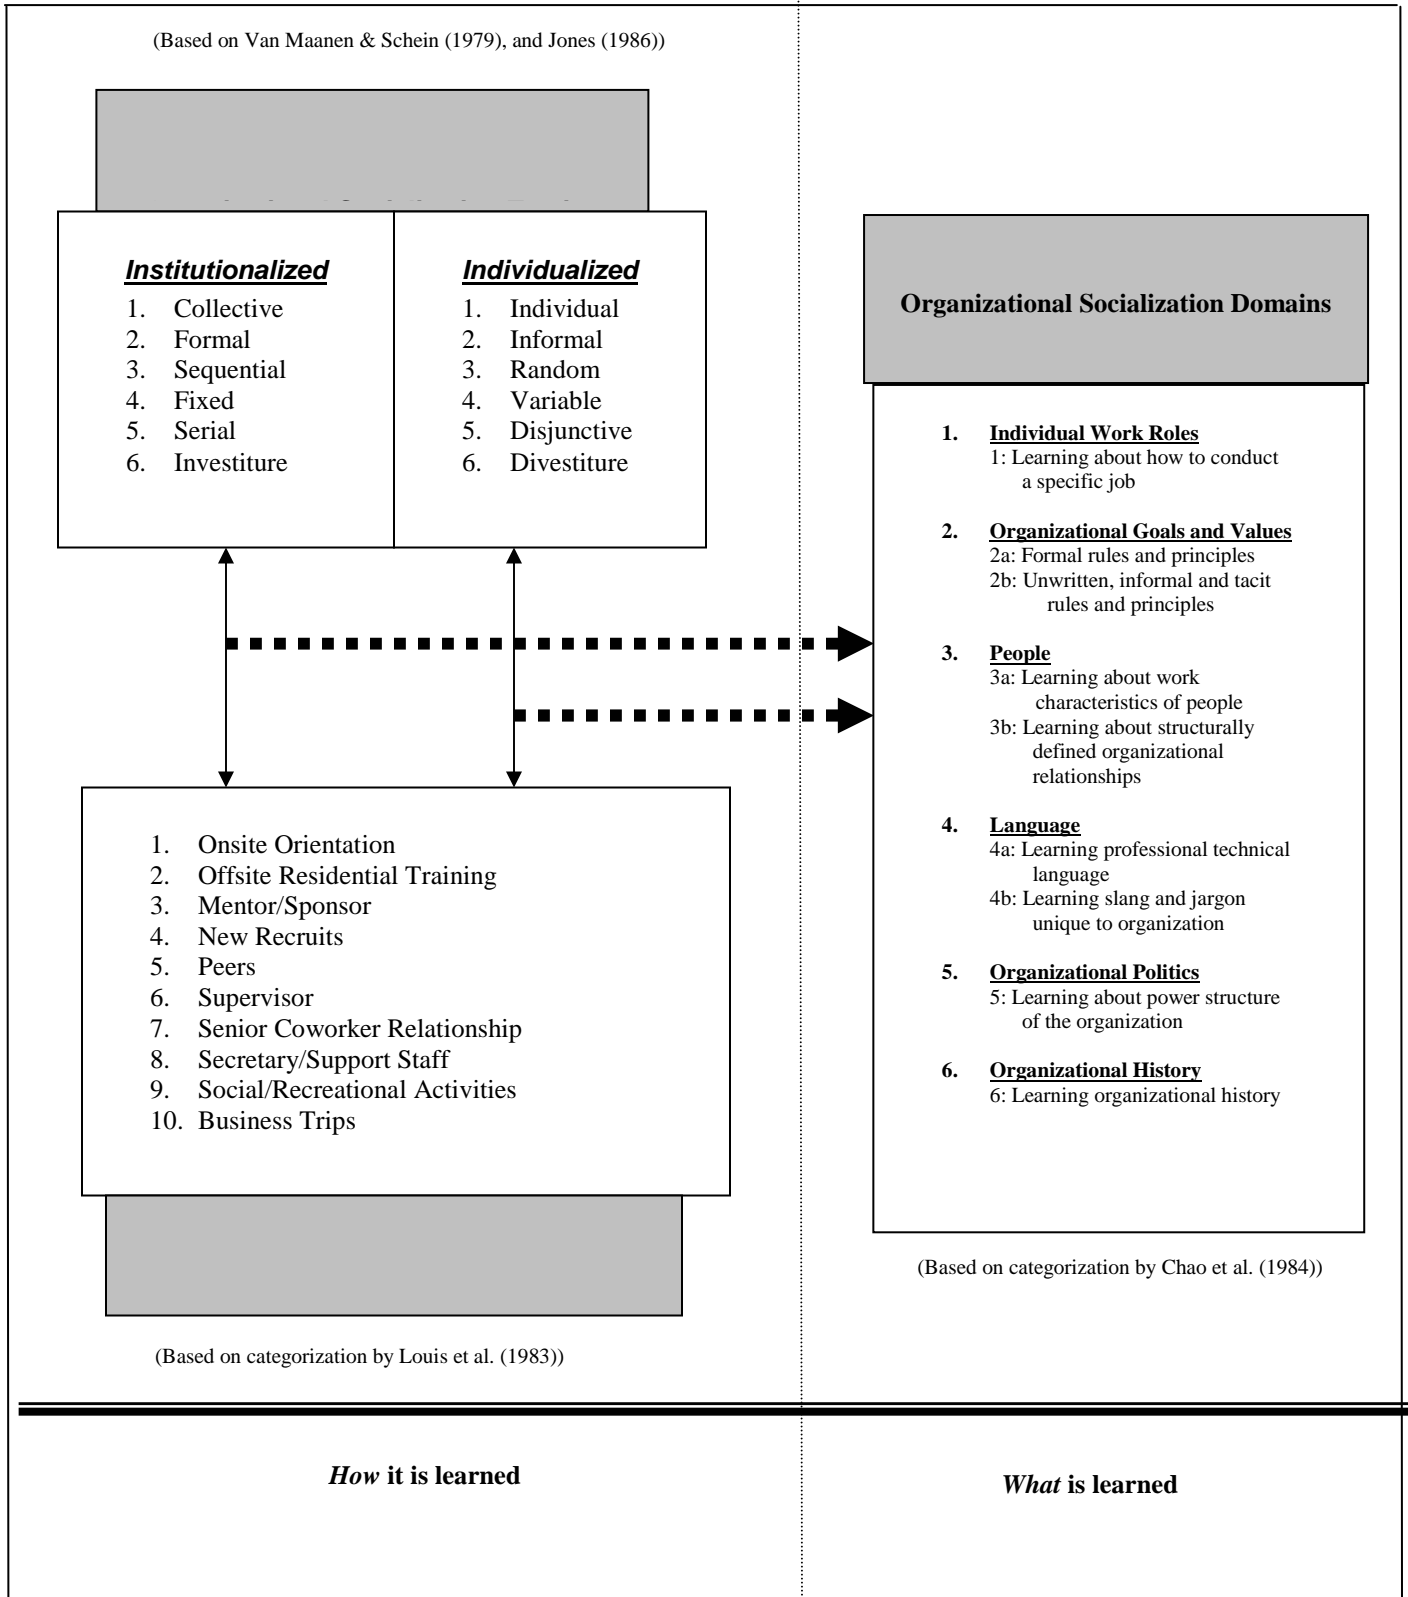 (Based on Van Maanen & Schein (1979), and Jones (1986))
Institutionalized
1. Collective
2. Formal
3. Sequential
4. Fixed
5. Serial
6. Investiture
Individualized
1. Individual
2. Informal
3. Random
4. Variable
5. Disjunctive
6. Divestiture
1. Onsite Orientation
2. Offsite Residential Training
3. Mentor/Sponsor
4. New Recruits
5. Peers
6. Supervisor
7. Senior Coworker Relationship
8. Secretary/Support Staff
9. Social/Recreational Activities
10. Business Trips
(Based on categorization by Louis et al. (1983))
Organizational Socialization Domains
1. Individual Work Roles
1: Learning about how to conduct
a specific job
2. Organizational Goals and Values
2a: Formal rules and principles
2b: Unwritten, informal and tacit
rules and principles
3. People
3a: Learning about work
characteristics of people
3b: Learning about structurally
defined organizational
relationships
4. Language
4a: Learning professional technical
language
4b: Learning slang and jargon
unique to organization
5. Organizational Politics
5: Learning about power structure
of the organization
6. Organizational History
6: Learning organizational history
(Based on categorization by Chao et al. (1984))
How it is learned
What is learned